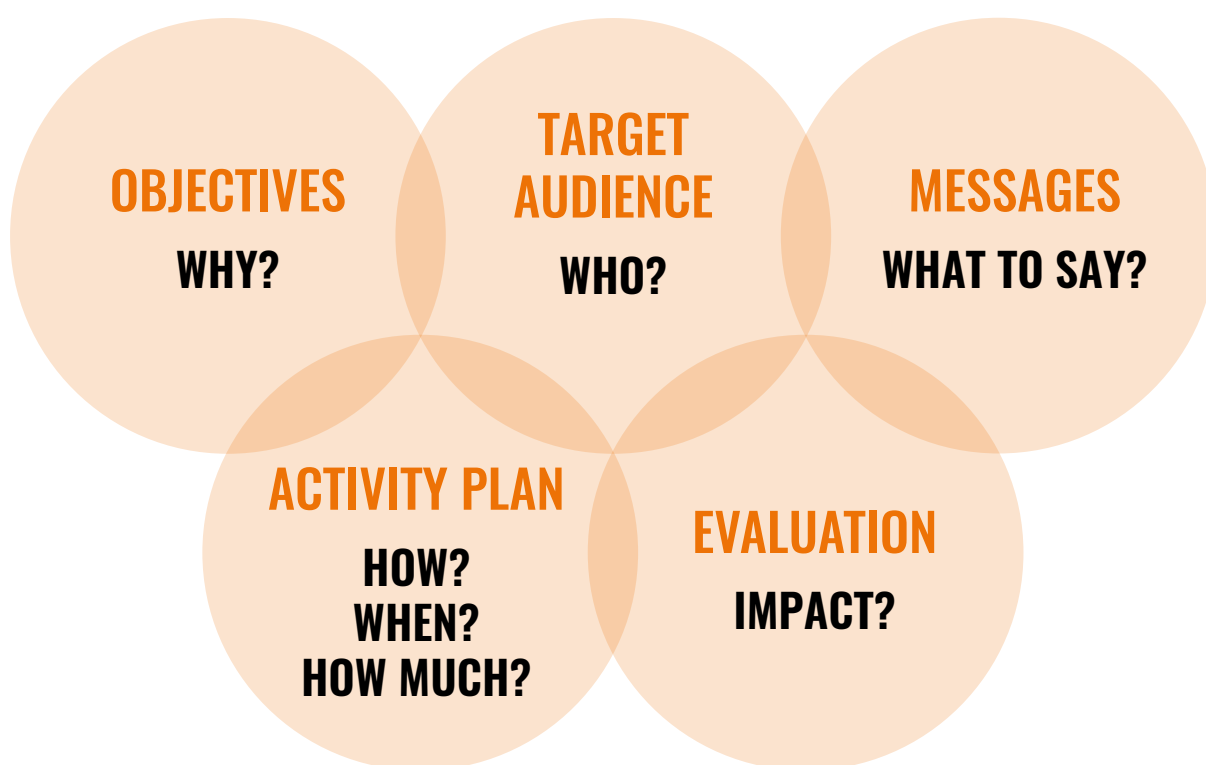 OBJECTIVES
WHY?
TARGET
AUDIENCE
WHO?
MESSAGES
WHAT TO SAY?
ACTIVITY PLAN
HOW?
WHEN?
HOW MUCH?
EVALUATION
IMPACT?